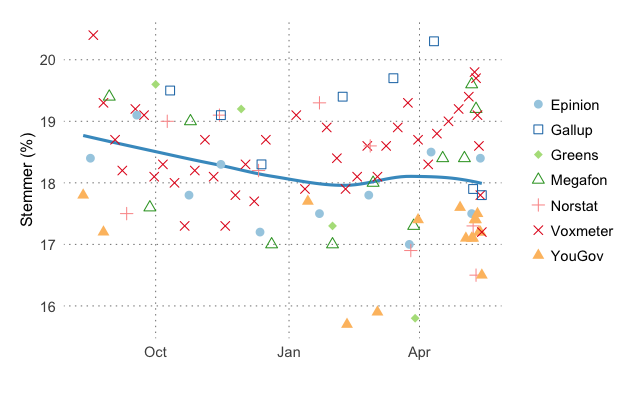 Stemmer (%)
20
19
18
17
16
Oct
Jan
Apr
Epinion
Gallup
Greens
Megafon
Norstat
Voxmeter
YouGov